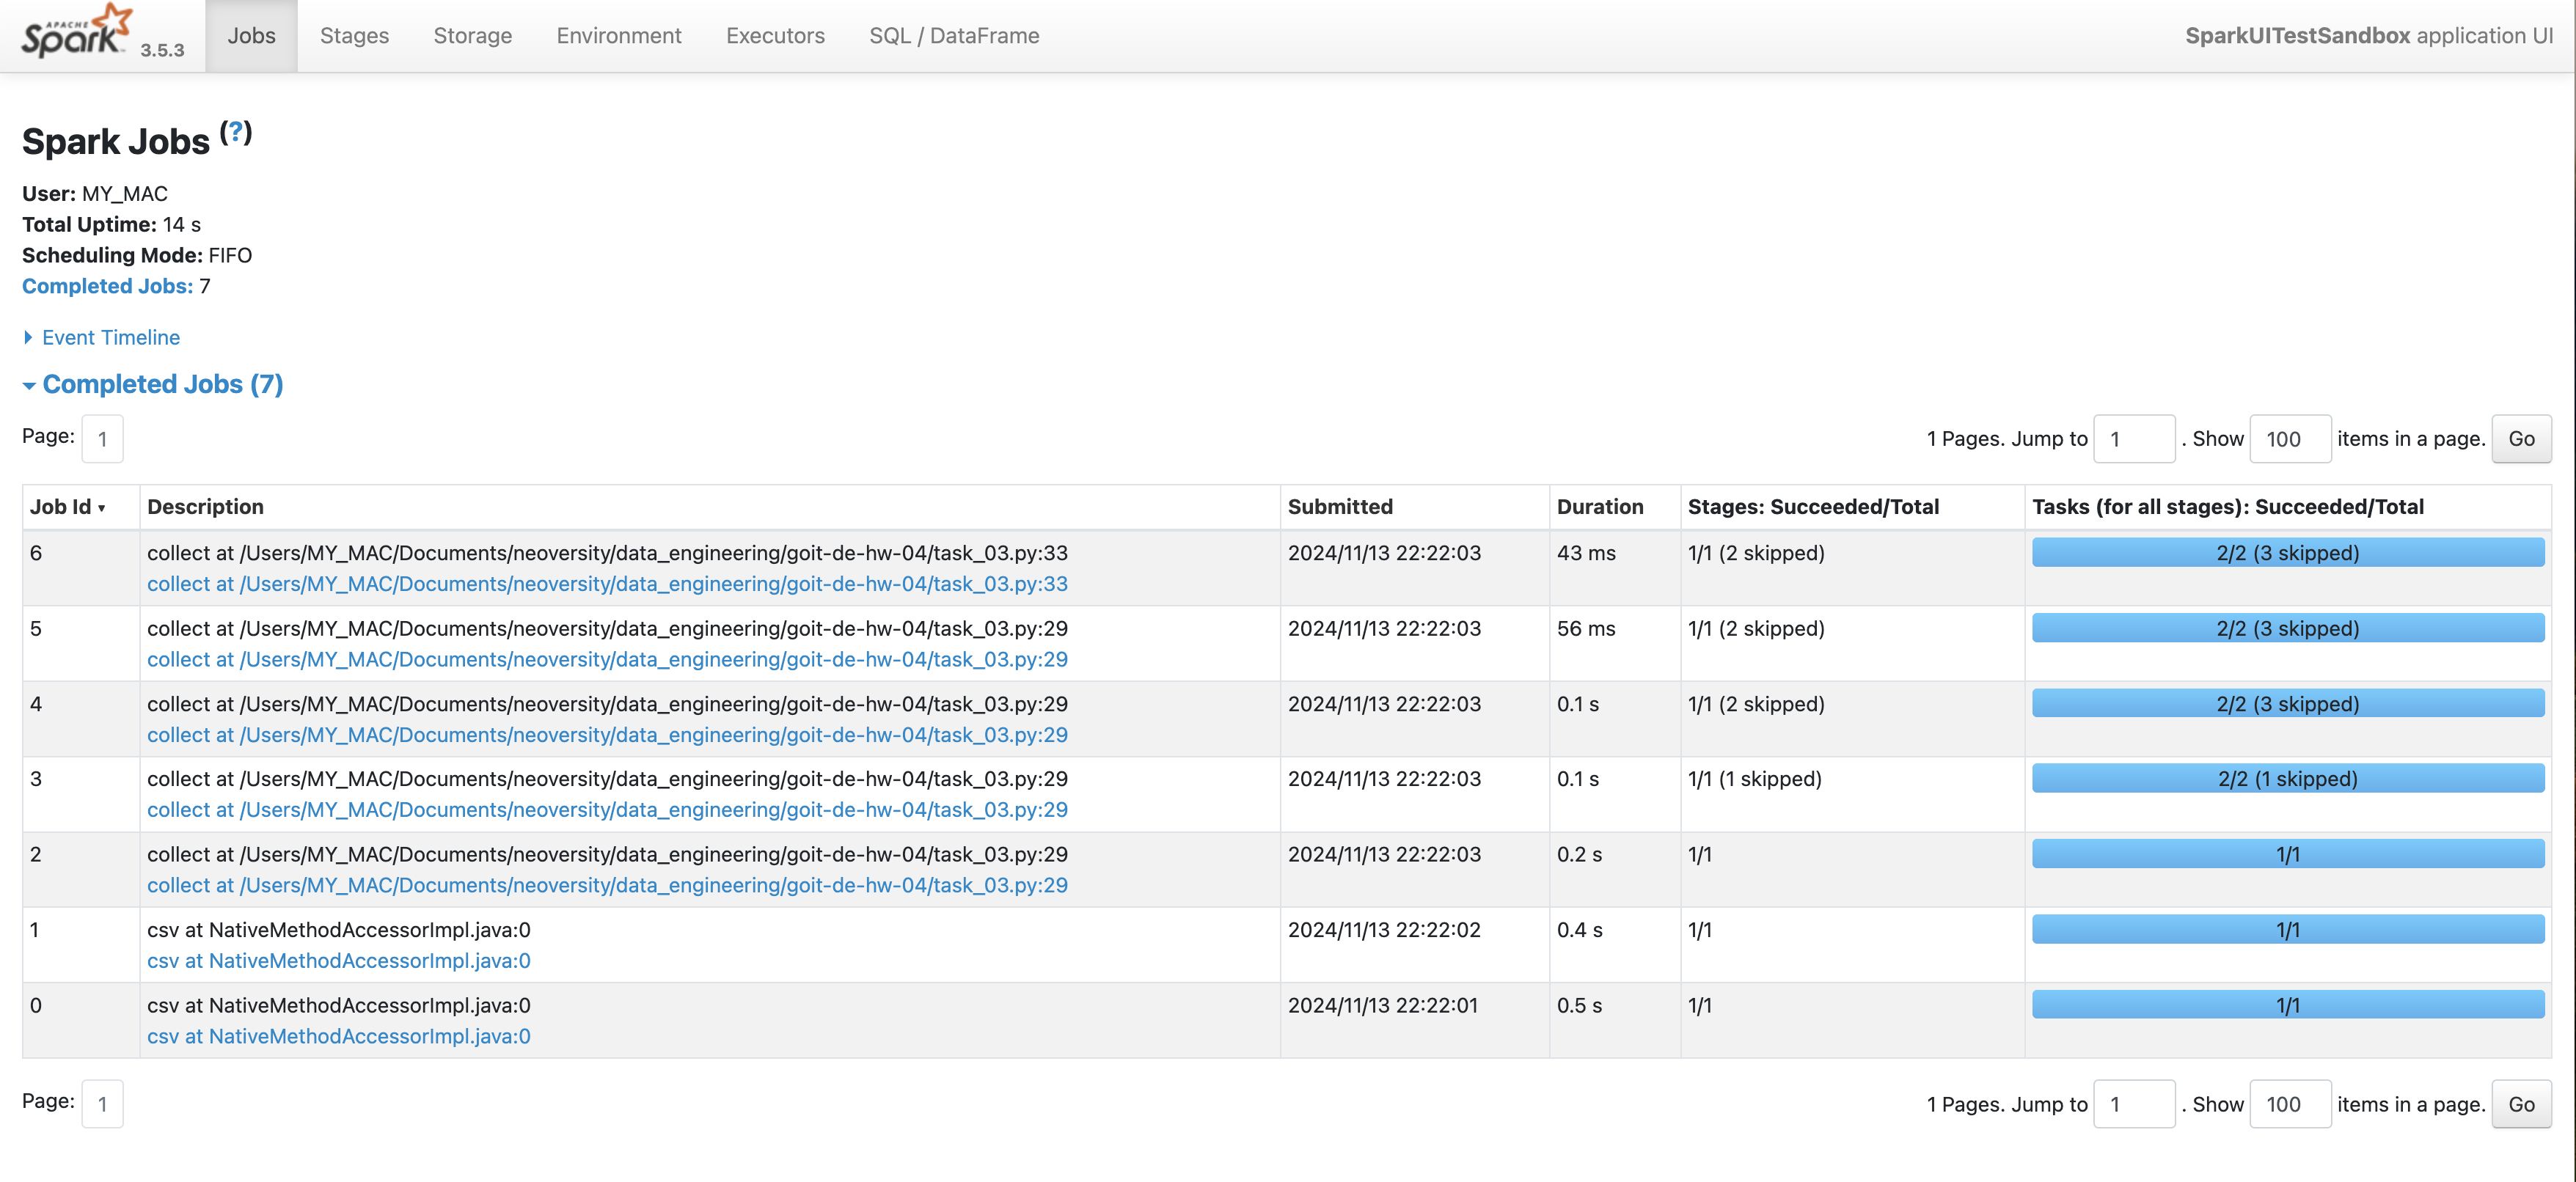 APACHE Spark 3.5.3 Jobs Stages Storage Environment Executors SQL / DataFrame SparkUITestSandbox application UI
Spark Jobs (?)
User: MY_MAC
Total Uptime: 14 s
Scheduling Mode: FIFO
Completed Jobs: 7
Event Timeline
Completed Jobs (7)
Page: 1 1 Pages. Jump to 1 . Show 100 items in a page. Go
Job Id ▾ Description Submitted Duration Stages: Succeeded/Total Tasks (for all stages): Succeeded/Total
6 collect at /Users/MY_MAC/Documents/neoversity/data_engineering/goit-de-hw-04/task_03.py:33 2024/11/13 22:22:03 43 ms 1/1 (2 skipped) 2/2 (3 skipped)
collect at /Users/MY_MAC/Documents/neoversity/data_engineering/goit-de-hw-04/task_03.py:33
5 collect at /Users/MY_MAC/Documents/neoversity/data_engineering/goit-de-hw-04/task_03.py:29 2024/11/13 22:22:03 56 ms 1/1 (2 skipped) 2/2 (3 skipped)
collect at /Users/MY_MAC/Documents/neoversity/data_engineering/goit-de-hw-04/task_03.py:29
4 collect at /Users/MY_MAC/Documents/neoversity/data_engineering/goit-de-hw-04/task_03.py:29 2024/11/13 22:22:03 0.1 s 1/1 (2 skipped) 2/2 (3 skipped)
collect at /Users/MY_MAC/Documents/neoversity/data_engineering/goit-de-hw-04/task_03.py:29
3 collect at /Users/MY_MAC/Documents/neoversity/data_engineering/goit-de-hw-04/task_03.py:29 2024/11/13 22:22:03 0.1 s 1/1 (1 skipped) 2/2 (1 skipped)
collect at /Users/MY_MAC/Documents/neoversity/data_engineering/goit-de-hw-04/task_03.py:29
2 collect at /Users/MY_MAC/Documents/neoversity/data_engineering/goit-de-hw-04/task_03.py:29 2024/11/13 22:22:03 0.2 s 1/1 1/1
collect at /Users/MY_MAC/Documents/neoversity/data_engineering/goit-de-hw-04/task_03.py:29
1 csv at NativeMethodAccessorImpl.java:0 2024/11/13 22:22:02 0.4 s 1/1 1/1
csv at NativeMethodAccessorImpl.java:0
0 csv at NativeMethodAccessorImpl.java:0 2024/11/13 22:22:01 0.5 s 1/1 1/1
csv at NativeMethodAccessorImpl.java:0
Page: 1 1 Pages. Jump to 1 . Show 100 items in a page. Go